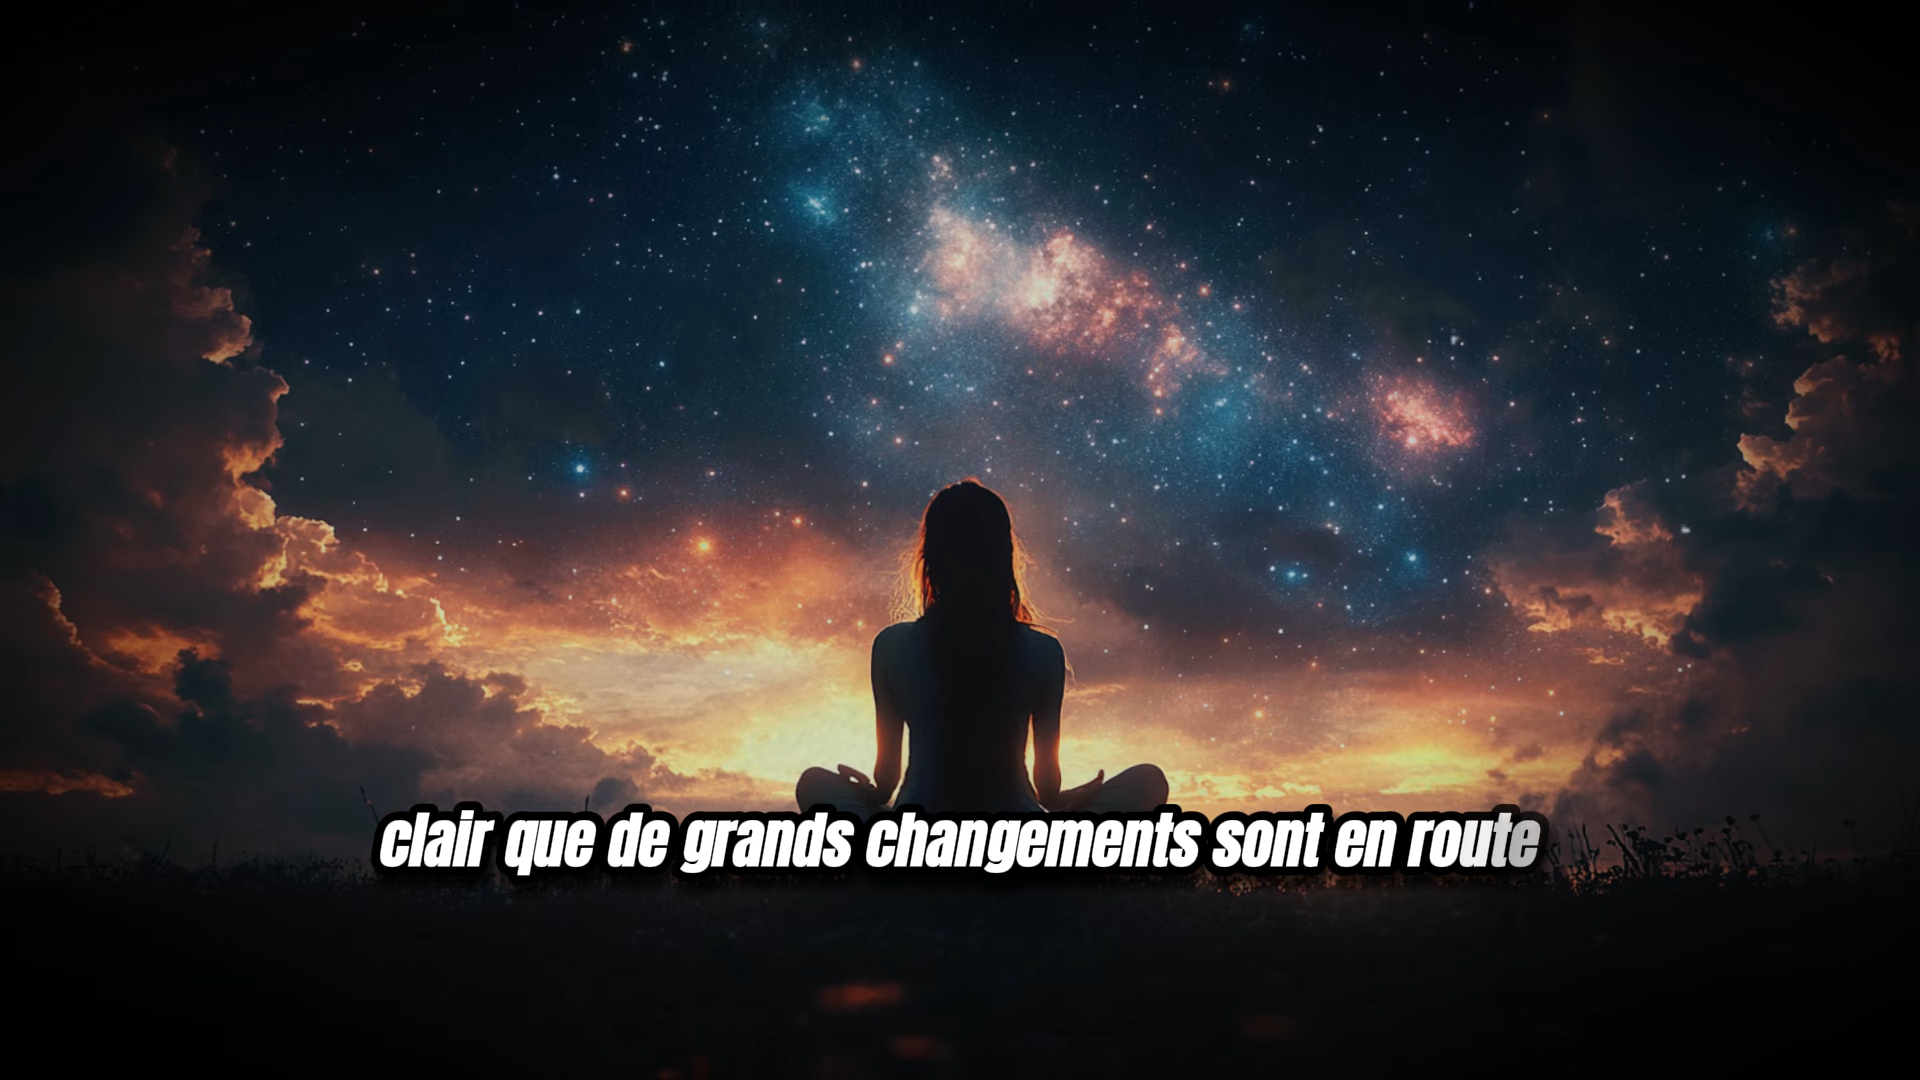 clair que de grands changements sont en route